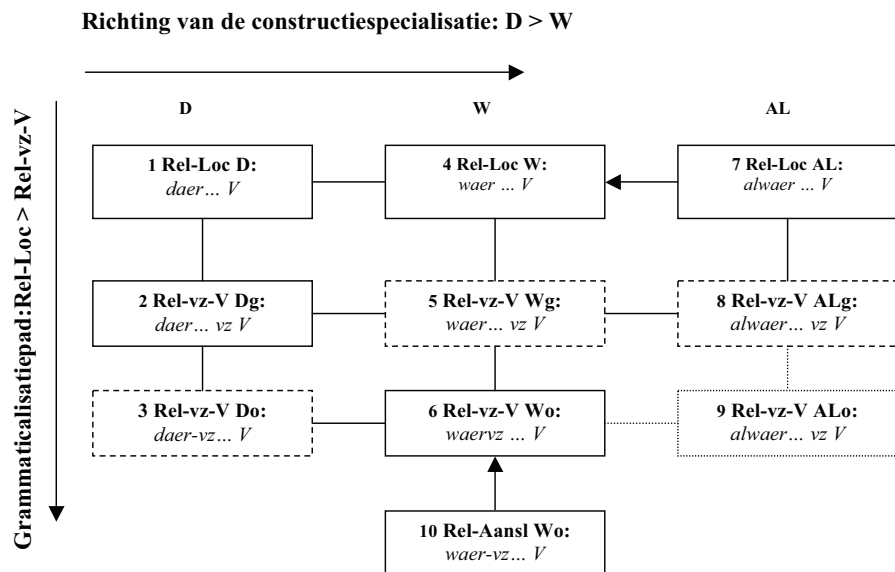 Richting van de constructiespecialisatie: D > W
Grammaticalisatiepad:Rel-Loc > Rel-vz-V
D
W
AL
1 Rel-Loc D:
daer… V
4 Rel-Loc W:
waer … V
7 Rel-Loc AL:
alwaer … V
2 Rel-vz-V Dg:
daer… vz V
5 Rel-vz-V Wg:
waer… vz V
8 Rel-vz-V ALg:
alwaer… vz V
3 Rel-vz-V Do:
daer-vz… V
6 Rel-vz-V Wo:
waervz … V
9 Rel-vz-V ALo:
alwaer… vz V
10 Rel-Aansl Wo:
waer-vz… V